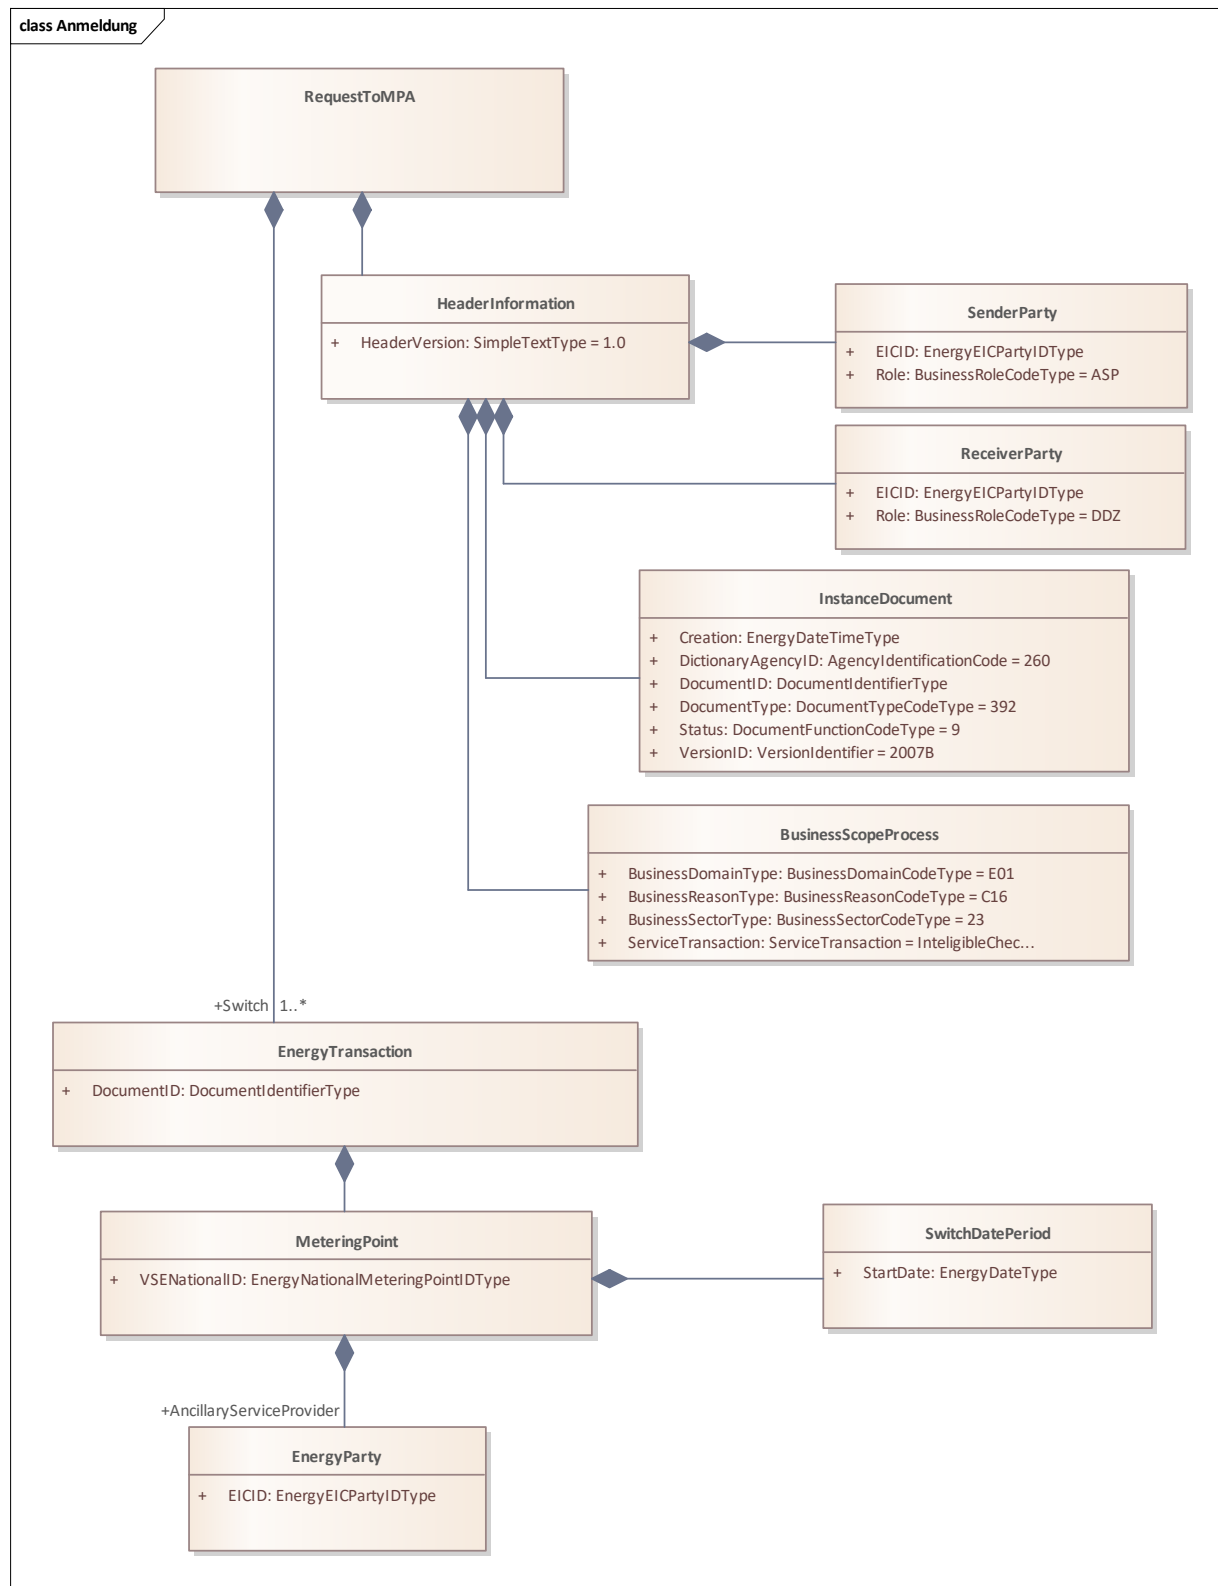 class Anmeldung
RequestToMPA
HeaderInformation
+ HeaderVersion: SimpleTextType = 1.0
SenderParty
+ EICID: EnergyEICPartyIDType
+ Role: BusinessRoleCodeType = ASP
ReceiverParty
+ EICID: EnergyEICPartyIDType
+ Role: BusinessRoleCodeType = DDZ
InstanceDocument
+ Creation: EnergyDateTimeType
+ DictionaryAgencyID: AgencyIdentificationCode = 260
+ DocumentID: DocumentIdentifierType
+ DocumentType: DocumentTypeCodeType = 392
+ Status: DocumentFunctionCodeType = 9
+ VersionID: VersionIdentifier = 2007B
BusinessScopeProcess
+ BusinessDomainType: BusinessDomainCodeType = E01
+ BusinessReasonType: BusinessReasonCodeType = C16
+ BusinessSectorType: BusinessSectorCodeType = 23
+ ServiceTransaction: ServiceTransaction = InteligibleChec...
+Switch 1..*
EnergyTransaction
+ DocumentID: DocumentIdentifierType
MeteringPoint
+ VSENationalID: EnergyNationalMeteringPointIDType
SwitchDatePeriod
+ StartDate: EnergyDateType
+AncillaryServiceProvider
EnergyParty
+ EICID: EnergyEICPartyIDType